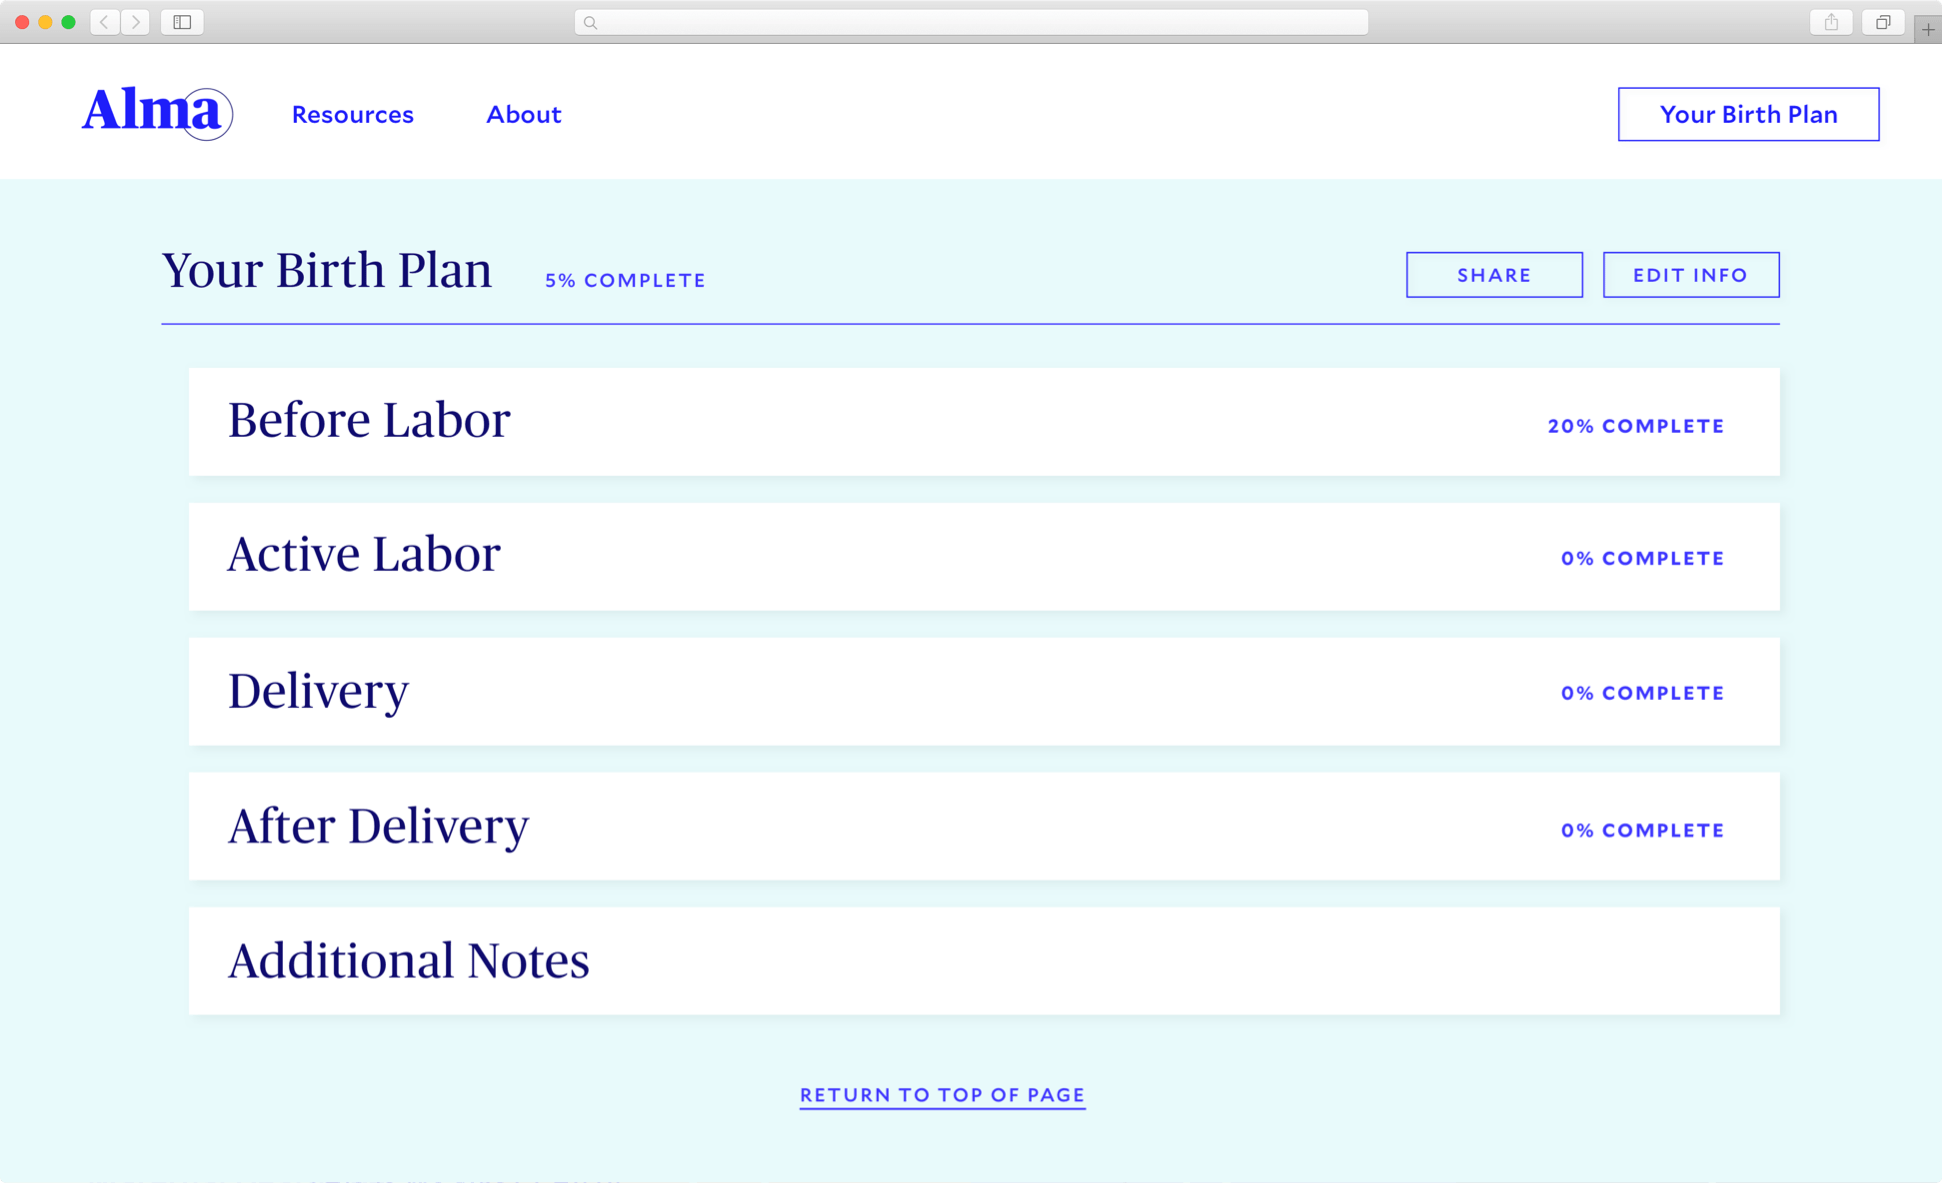 Alma
Resources
About
Your Birth Plan
Your Birth Plan
5% COMPLETE
SHARE
EDIT INFO
Before Labor
20% COMPLETE
Active Labor
0% COMPLETE
Delivery
0% COMPLETE
After Delivery
0% COMPLETE
Additional Notes
RETURN TO TOP OF PAGE